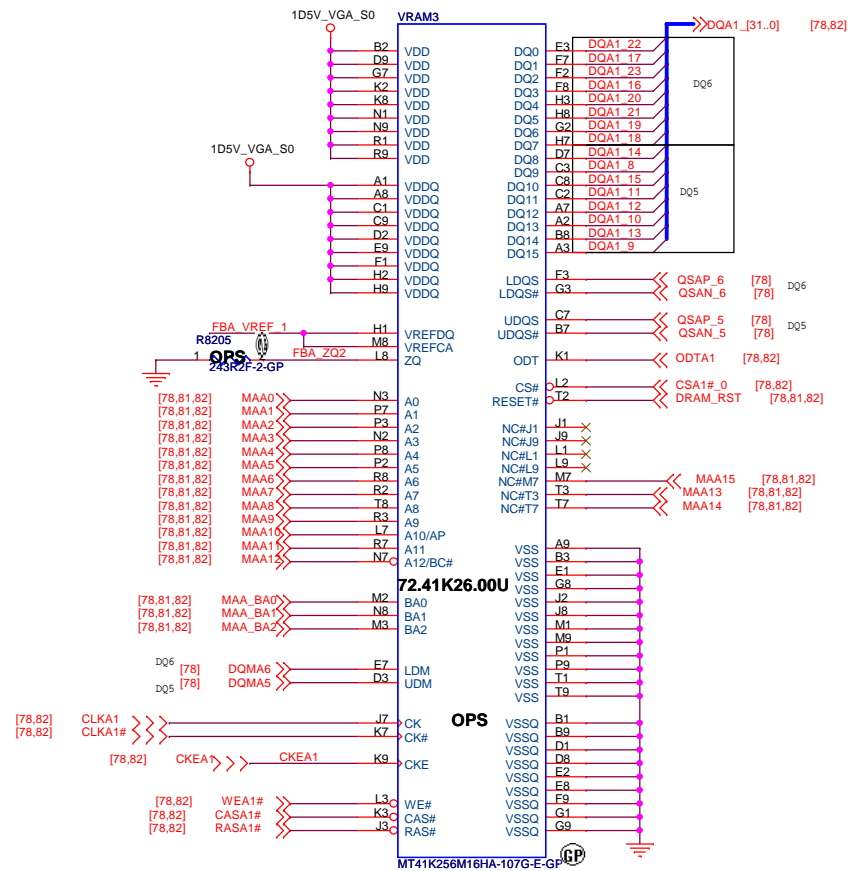 1D5V_VGA_S0 VRAM3 DQA1_[31..0] [78,82]
B2 VDD DQ0 E3 DQA1_22
D9 VDD DQ1 F7 DQA1_17
G7 VDD DQ2 F2 DQA1_23
K2 VDD DQ3 F8 DQA1_16 DQ6
K8 VDD DQ4 H3 DQA1_20
N1 VDD DQ5 H8 DQA1_21
N9 VDD DQ6 G2 DQA1_19
R1 VDD DQ7 H7 DQA1_18
1D5V_VGA_S0 R9 VDD DQ8 D7 DQA1_14
DQ9 C3 DQA1_8
A1 VDDQ DQ10 C8 DQA1_15
A8 VDDQ DQ11 C2 DQA1_11 DQ5
C1 VDDQ DQ12 A7 DQA1_12
C9 VDDQ DQ13 A2 DQA1_10
D2 VDDQ DQ14 B8 DQA1_13
E9 VDDQ DQ15 A3 DQA1_9
F1 VDDQ
H2 VDDQ LDQS F3 QSAP_6 [78] DQ6
H9 VDDQ LDQS# G3 QSAN_6 [78]
UDQS C7 QSAP_5 [78] DQ5
FBA_VREF_1 H1 VREFDQ UDQS# B7 QSAN_5 [78]
R8205 M8 VREFCA
1 OPS 2 FBA_ZQ2 L8 ZQ ODT K1 ODTA1 [78,82]
243R2F-2-GP
CS# L2 CSA1#_0 [78,82]
[78,81,82] MAA0 N3 A0 RESET# T2 DRAM_RST [78,81,82]
[78,81,82] MAA1 P7 A1
[78,81,82] MAA2 P3 A2 NC#J1 J1
[78,81,82] MAA3 N2 A3 NC#J9 J9
[78,81,82] MAA4 P8 A4 NC#L1 L1
[78,81,82] MAA5 P2 A5 NC#L9 L9
[78,81,82] MAA6 R8 A6 NC#M7 M7 MAA15 [78,81,82]
[78,81,82] MAA7 R2 A7 NC#T3 T3 MAA13 [78,81,82]
[78,81,82] MAA8 T8 A8 NC#T7 T7 MAA14 [78,81,82]
[78,81,82] MAA9 R3 A9
[78,81,82] MAA10 L7 A10/AP
[78,81,82] MAA11 R7 A11 VSS A9
[78,81,82] MAA12 N7 A12/BC# VSS B3
VSS E1
72.41K26.00U VSS G8
[78,81,82] MAA_BA0 M2 BA0 VSS J2
[78,81,82] MAA_BA1 N8 BA1 VSS J8
[78,81,82] MAA_BA2 M3 BA2 VSS M1
VSS M9
VSS P1
DQ6 [78] DQMA6 E7 LDM VSS P9
DQ5 [78] DQMA5 D3 UDM VSS T1
VSS T9
[78,82] CLKA1 J7 CK OPS VSSQ B1
[78,82] CLKA1# K7 CK# VSSQ B9
VSSQ D1
[78,82] CKEA1 CKEA1 K9 CKE VSSQ D8
VSSQ E2
VSSQ E8
[78,82] WEA1# L3 WE# VSSQ F9
[78,82] CASA1# K3 CAS# VSSQ G1
[78,82] RASA1# J3 RAS# VSSQ G9
MT41K256M16HA-107G-E-GP GP